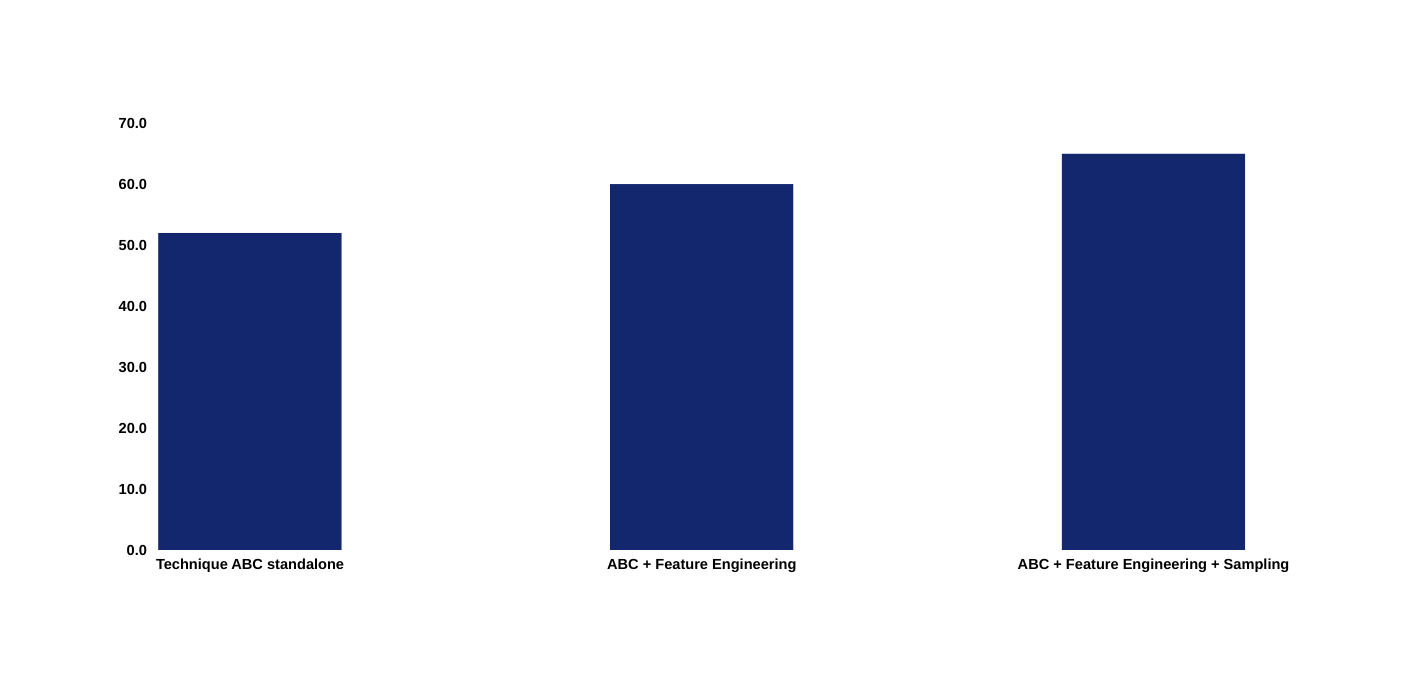 70.0
60.0
50.0
40.0
30.0
20.0
10.0
0.0
Technique ABC standalone
ABC + Feature Engineering
ABC + Feature Engineering + Sampling